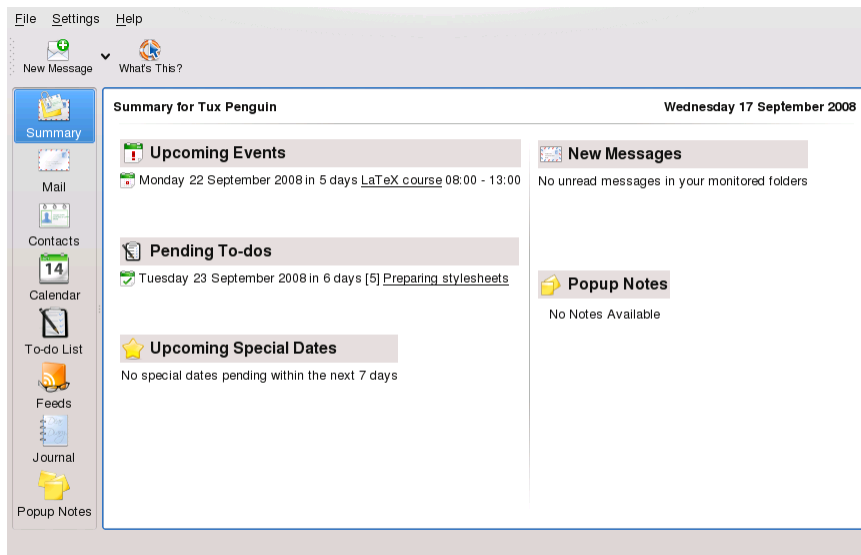 File Settings Help
New Message What's This?
Summary
Mail
Contacts
14
Calendar
To-do List
Feeds
Journal
Popup Notes
Summary for Tux Penguin Wednesday 17 September 2008
Upcoming Events
Monday 22 September 2008 in 5 days LaTeX course 08:00 - 13:00
Pending To-dos
Tuesday 23 September 2008 in 6 days [5] Preparing stylesheets
Upcoming Special Dates
No special dates pending within the next 7 days
New Messages
No unread messages in your monitored folders
Popup Notes
No Notes Available